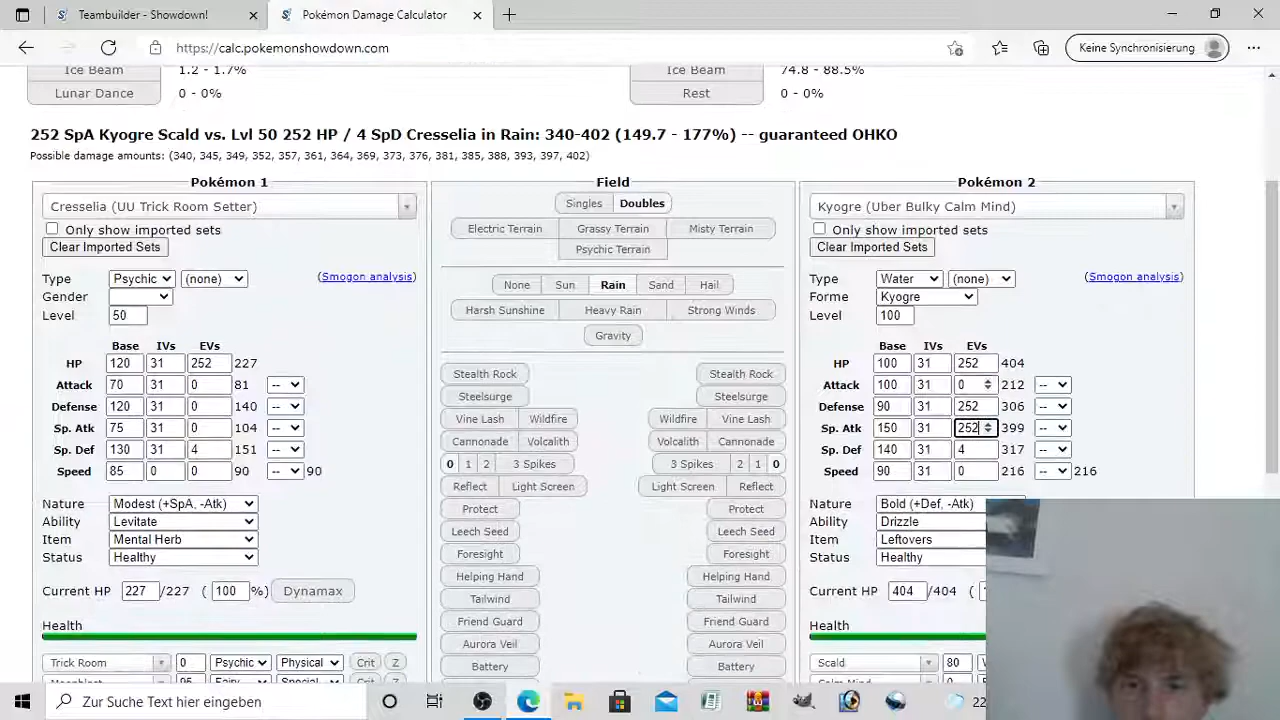 Teambuilder - Showdown!
Pokémon Damage Calculator
https://calc.pokemonshowdown.com
Keine Synchronisierung
Ice Beam 1.2 - 1.7% Ice Beam 74.8 - 88.5%
Lunar Dance 0 - 0% Rest 0 - 0%
252 SpA Kyogre Scald vs. Lvl 50 252 HP / 4 SpD Cresselia in Rain: 340-402 (149.7 - 177%) -- guaranteed OHKO
Possible damage amounts: (340, 345, 349, 352, 357, 361, 364, 369, 373, 376, 381, 385, 388, 393, 397, 402)
Pokémon 1
Cresselia (UU Trick Room Setter)
Only show imported sets
Clear Imported Sets
Type Psychic (none) (Smogon analysis)
Gender
Level 50
Base IVs EVs
HP 120 31 252 227
Attack 70 31 0 81 --
Defense 120 31 0 140 --
Sp. Atk 75 31 0 104 --
Sp. Def 130 31 4 151 --
Speed 85 0 0 90 -- 90
Nature Modest (+SpA, -Atk)
Ability Levitate
Item Mental Herb
Status Healthy
Current HP 227 /227 ( 100 %) Dynamax
Health
Trick Room 0 Psychic Physical Crit Z
Field
Singles Doubles
Electric Terrain Grassy Terrain Misty Terrain
Psychic Terrain
None Sun Rain Sand Hail
Harsh Sunshine Heavy Rain Strong Winds
Gravity
Stealth Rock Stealth Rock
Steelsurge Steelsurge
Vine Lash Wildfire Wildfire Vine Lash
Cannonade Volcalith Volcalith Cannonade
0 1 2 3 Spikes 3 Spikes 2 1 0
Reflect Light Screen Light Screen Reflect
Protect Protect
Leech Seed Leech Seed
Foresight Foresight
Helping Hand Helping Hand
Tailwind Tailwind
Friend Guard Friend Guard
Aurora Veil Aurora Veil
Battery Battery
Pokémon 2
Kyogre (Uber Bulky Calm Mind)
Only show imported sets
Clear Imported Sets
Type Water (none) (Smogon analysis)
Forme Kyogre
Level 100
Base IVs EVs
HP 100 31 252 404
Attack 100 31 0 212 --
Defense 90 31 252 306 --
Sp. Atk 150 31 252 399 --
Sp. Def 140 31 4 317 --
Speed 90 31 0 216 -- 216
Nature Bold (+Def, -Atk)
Ability Drizzle
Item Leftovers
Status Healthy
Current HP 404 /404 (
Health
Scald 80
Zur Suche Text hier eingeben